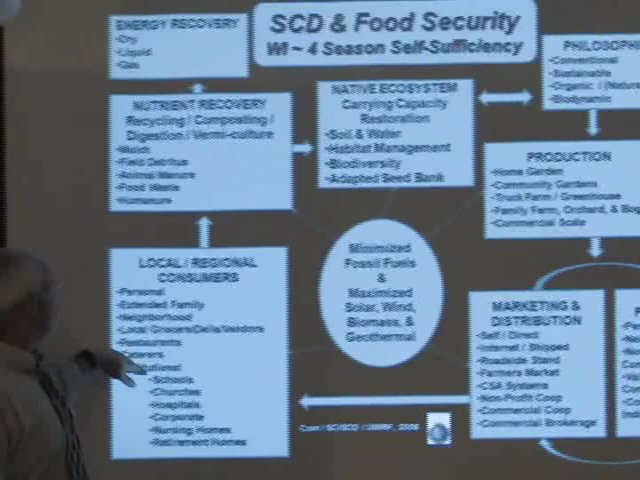 SCD & Food Security
WI ~ 4 Season Self-Sufficiency
ENERGY RECOVERY
•Dry
•Liquid
•Gas
NUTRIENT RECOVERY
Recycling / Composting /
Digestion / Vermi-culture
•Field Detritus
•Animal Manure
•Food Waste
•Humanure
NATIVE ECOSYSTEM
Carrying Capacity
Restoration
•Soil & Water
•Habitat Management
•Biodiversity
•Adapted Seed Bank
PHILOSOPH
•Conventional
•Sustainable
•Organic
•Biodynamic
PRODUCTION
•Home Garden
•Community Gardens
•Truck Farm / Greenhouse
•Family Farm, Orchard, &
•Commercial Scale
LOCAL / REGIONAL
CONSUMERS
•Personal
•Extended Family
•Neighborhood
•Local Grocers/Delis/Vendors
•Restaurants
•Schools
•Churches
•Hospitals
•Corporate
•Nursing Homes
•Retirement Homes
Minimized
Fossil Fuels
&
Maximized
Solar, Wind,
Biomass, &
Geothermal
MARKETING &
DISTRIBUTION
•Self / Direct
•Internet / Shipped
•Roadside Stand
•Farmers Market
•CSA Systems
•Non-Profit Coop
•Commercial Coop
•Commercial Brokerage